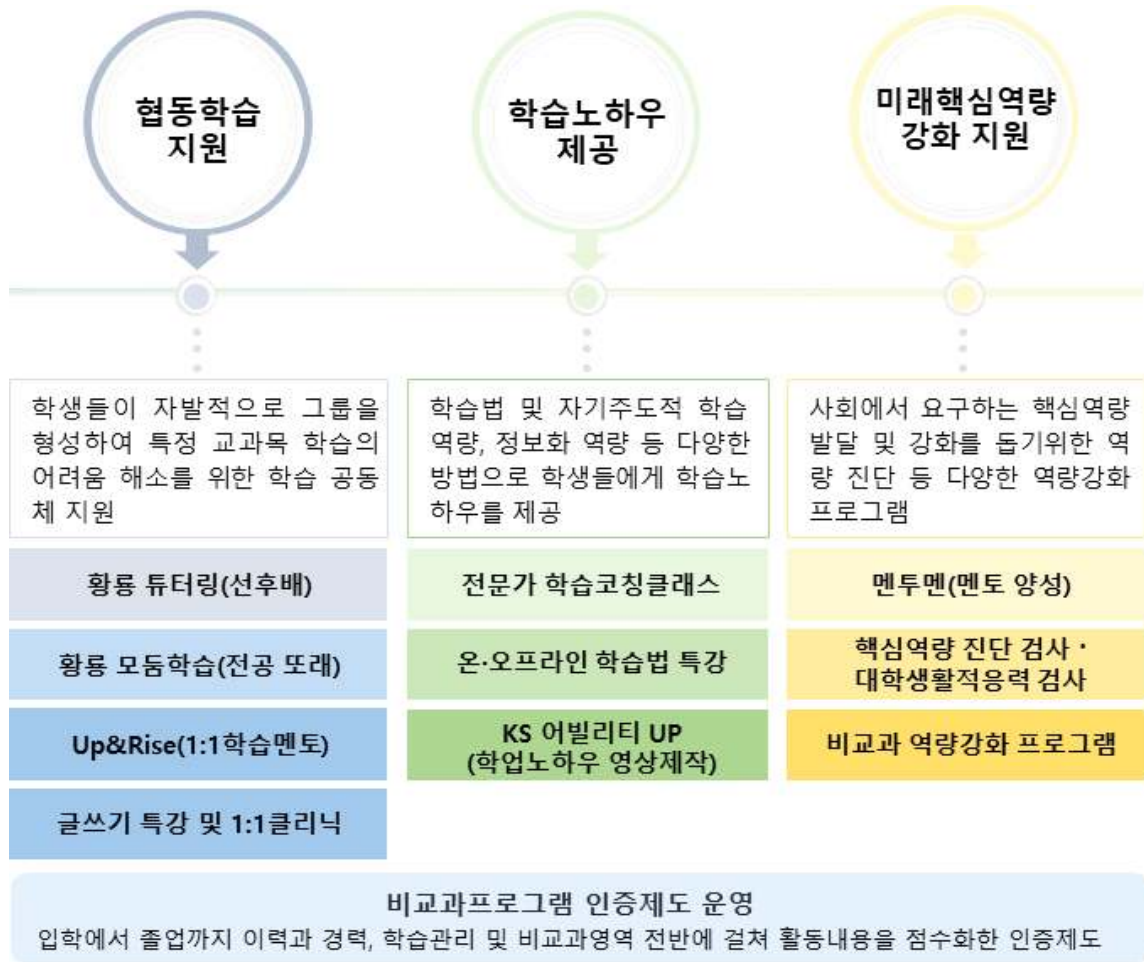 협동학습
지원
학습노하우
제공
미래핵심역량
강화 지원
학생들이 자발적으로 그룹을
형성하여 특정 교과목 학습의
어려움 해소를 위한 학습 공동
체 지원
학습법 및 자기주도적 학습
역량, 정보화 역량 등 다양한
방법으로 학생들에게 학습노
하우를 제공
사회에서 요구하는 핵심역량
발달 및 강화를 돕기위한 역
량 진단 등 다양한 역량강화
프로그램
황룡 튜터링(선후배)
황룡 모둠학습(전공 또래)
Up&Rise(1:1학습멘토)
글쓰기 특강 및 1:1클리닉
전문가 학습코칭클래스
온·오프라인 학습법 특강
KS 어빌리티 UP
(학업노하우 영상제작)
멘투멘(멘토 양성)
핵심역량 진단 검사 ·
대학생활적응력 검사
비교과 역량강화 프로그램
비교과프로그램 인증제도 운영
입학에서 졸업까지 이력과 경력, 학습관리 및 비교과영역 전반에 걸쳐 활동내용을 점수화한 인증제도